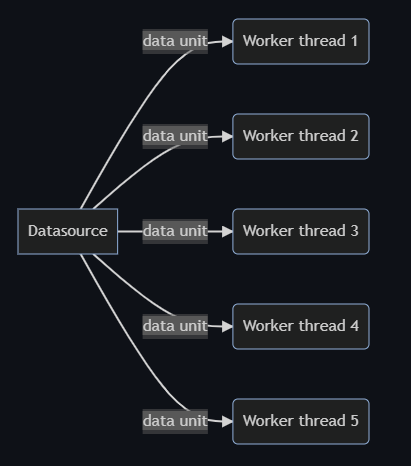 data unit
Worker thread 1
data unit
Worker thread 2
Datasource
data unit
Worker thread 3
data unit
Worker thread 4
data unit
Worker thread 5